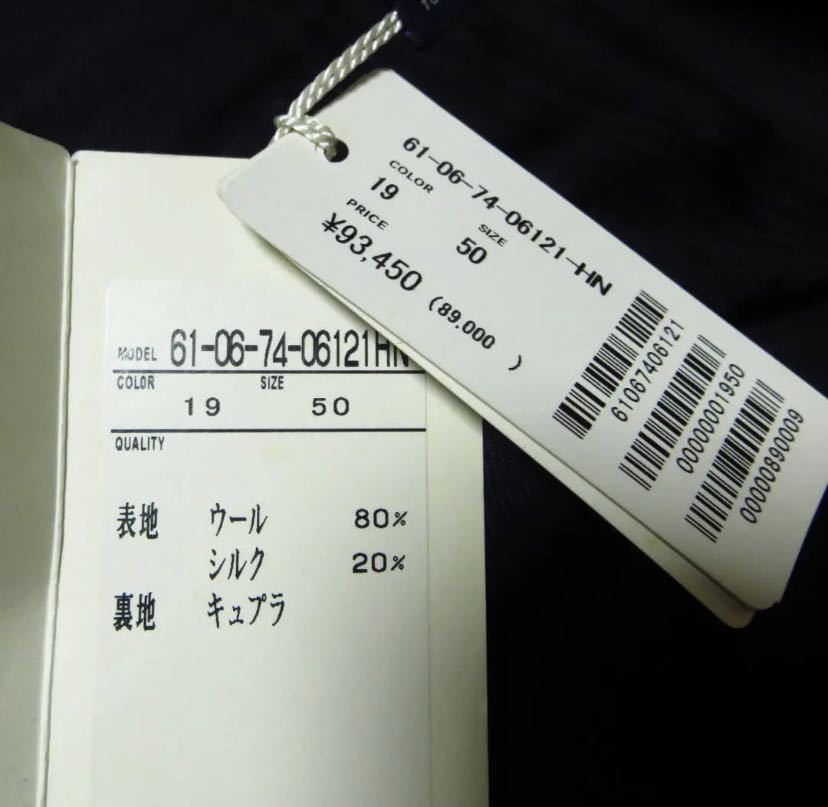 61-06-74-06121-HN
COLOR
19
SIZE
50
PRICE
¥93,450
(89,000 )
61067406121
00000001950
00000890009
MODEL 61-06-74-06121HN
COLOR SIZE
19 50
QUALITY
表地 ウール 80%
シルク 20%
裏地 キュプラ